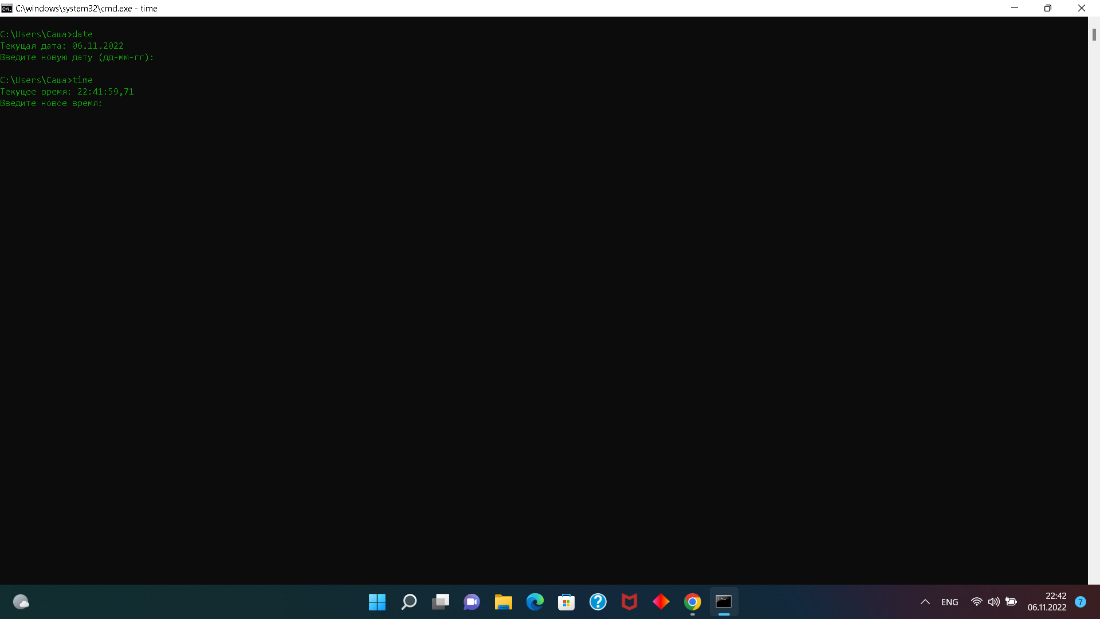 C:\windows\system32\cmd.exe - time
C:\Users\Саша>date
Текущая дата: 06.11.2022
Введите новую дату (дд-мм-гг):
C:\Users\Саша>time
Текущее время: 22:41:59,71
Введите новое время:
ENG
22:42
06.11.2022
7